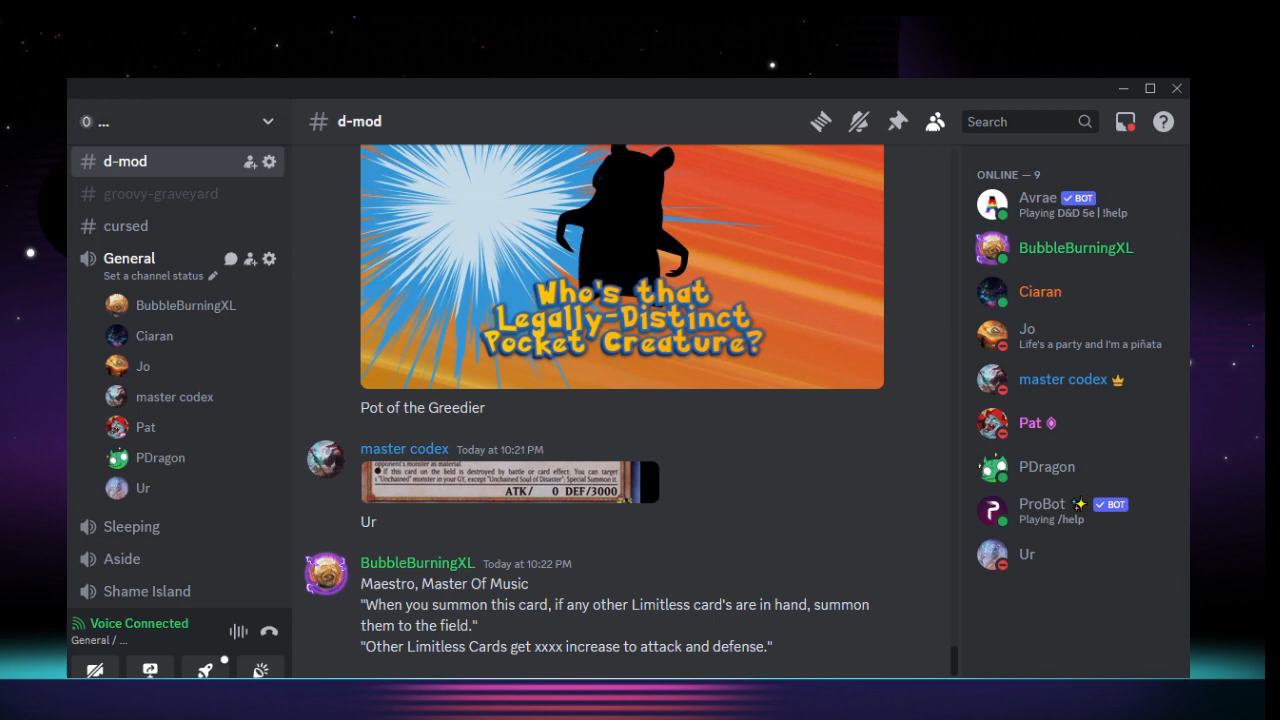 ...
# d-mod
# groovy-graveyard
# cursed
General
Set a channel status
BubbleBurningXL
Ciaran
Jo
master codex
Pat
PDragon
Ur
Sleeping
Aside
Shame Island
Voice Connected
General / ...
# d-mod
Search
Who's that
Legally-Distinct
Pocket Creature?
Pot of the Greedier
master codex Today at 10:21 PM
opponent's monster as material.
●If this card on the field is destroyed by battle or card effect: You can target
1 "Unchained" monster in your GY, except "Unchained Soul of Disaster"; Special Summon it.
ATK/ 0 DEF/3000
Ur
BubbleBurningXL Today at 10:22 PM
Maestro, Master Of Music
"When you summon this card, if any other Limitless card's are in hand, summon
them to the field."
"Other Limitless Cards get xxxx increase to attack and defense."
ONLINE — 9
Avrae ✓ BOT
Playing D&D 5e | !help
BubbleBurningXL
Ciaran
Jo
Life's a party and I'm a piñata
master codex
Pat
PDragon
ProBot ✨ ✓ BOT
Playing /help
Ur